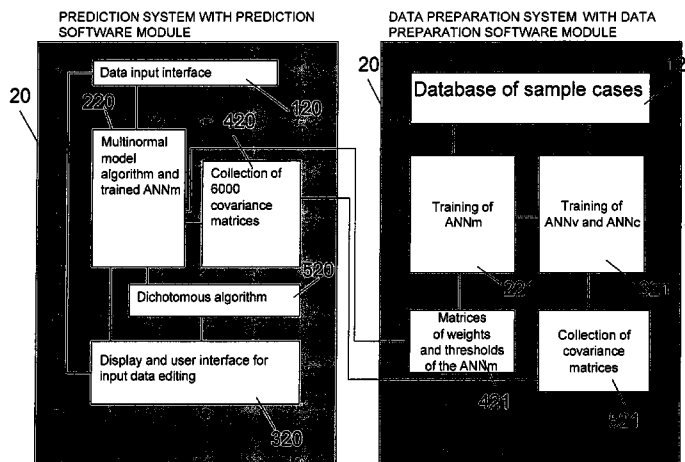 PREDICTION SYSTEM WITH PREDICTION
SOFTWARE MODULE
20
Data input interface
120
220
Multinormal
model
algorithm and
trained ANNm
420
Collection of
6000
covariance
matrices
520
Dichotomous algorithm
Display and user interface for
input data editing
320
DATA PREPARATION SYSTEM WITH DATA
PREPARATION SOFTWARE MODULE
20
Database of sample cases
Training of
ANNm
221
Training of
ANNv and ANNc
321
Matrices
of weights
and thresholds
of the ANNm
421
Collection of
covariance
matrices
521